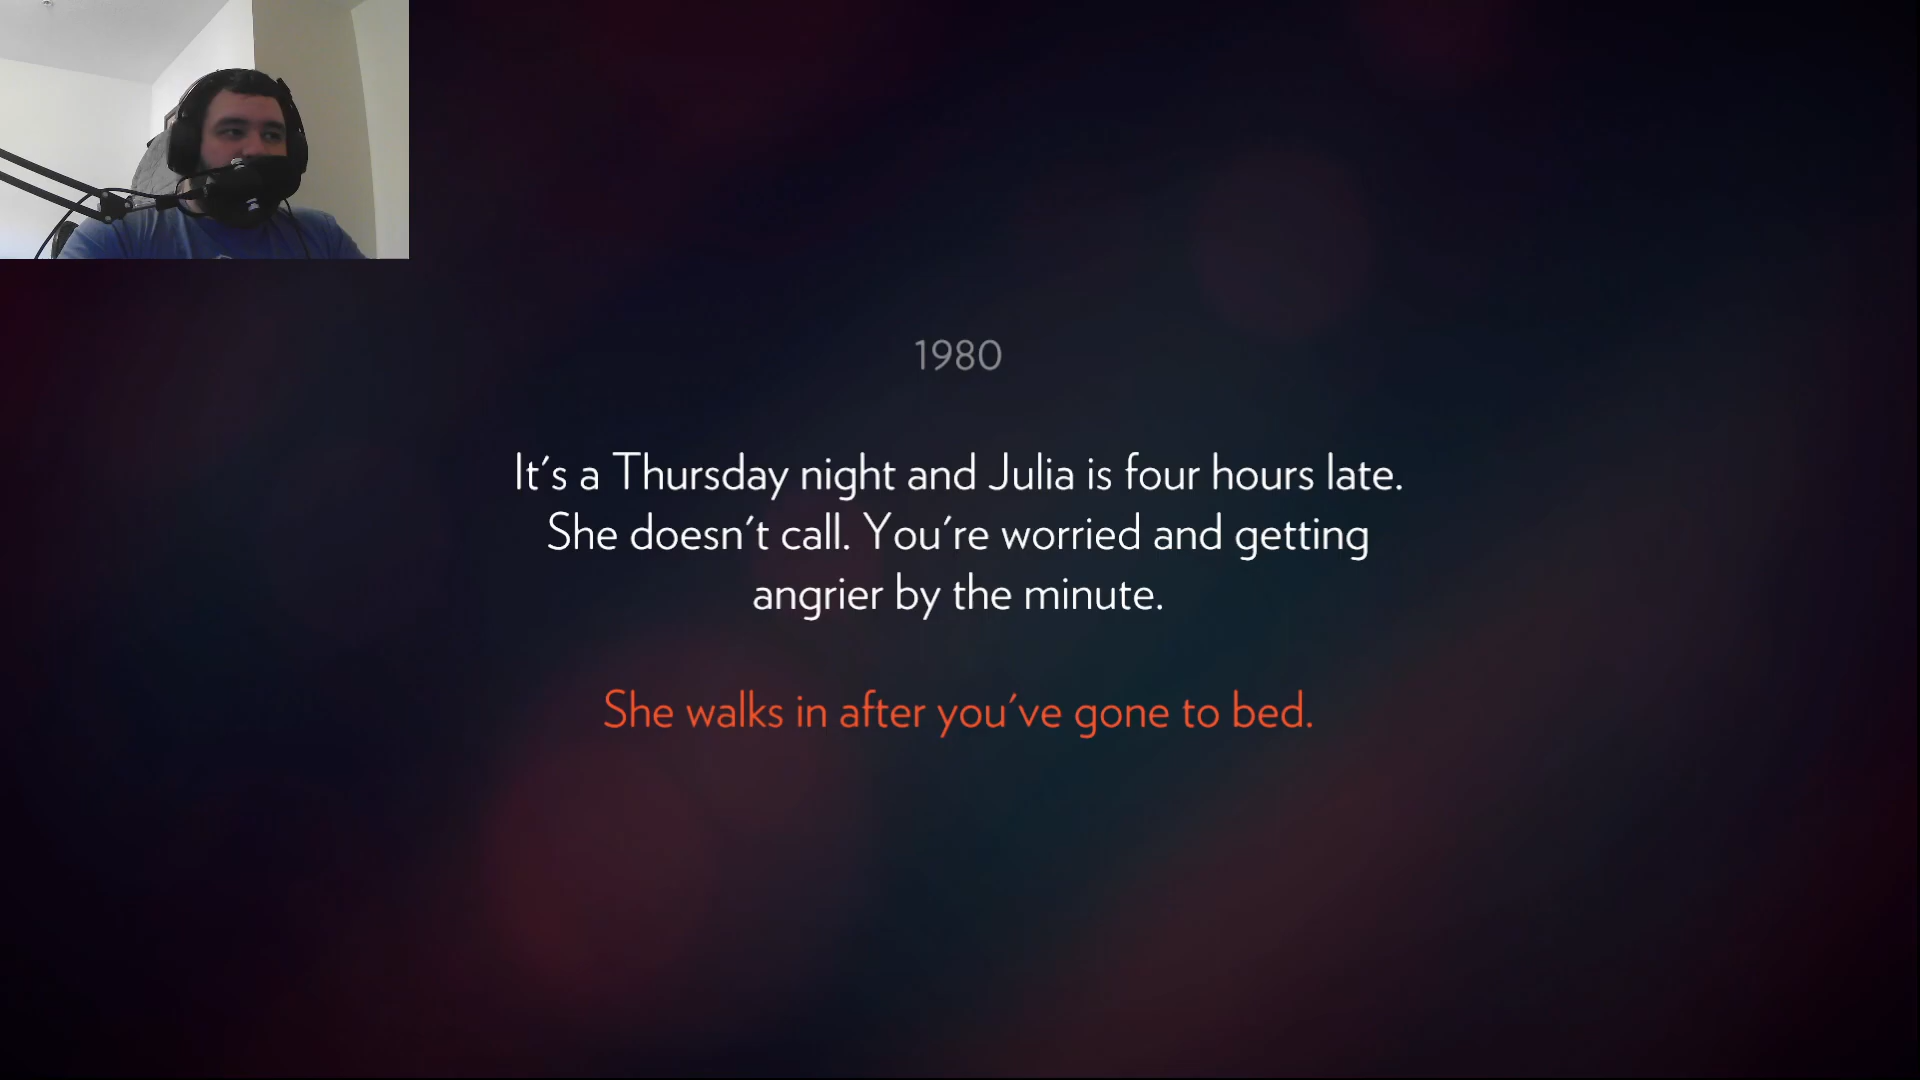 1980
It's a Thursday night and Julia is four hours late.
She doesn't call. You're worried and getting
angrier by the minute.
She walks in after you've gone to bed.